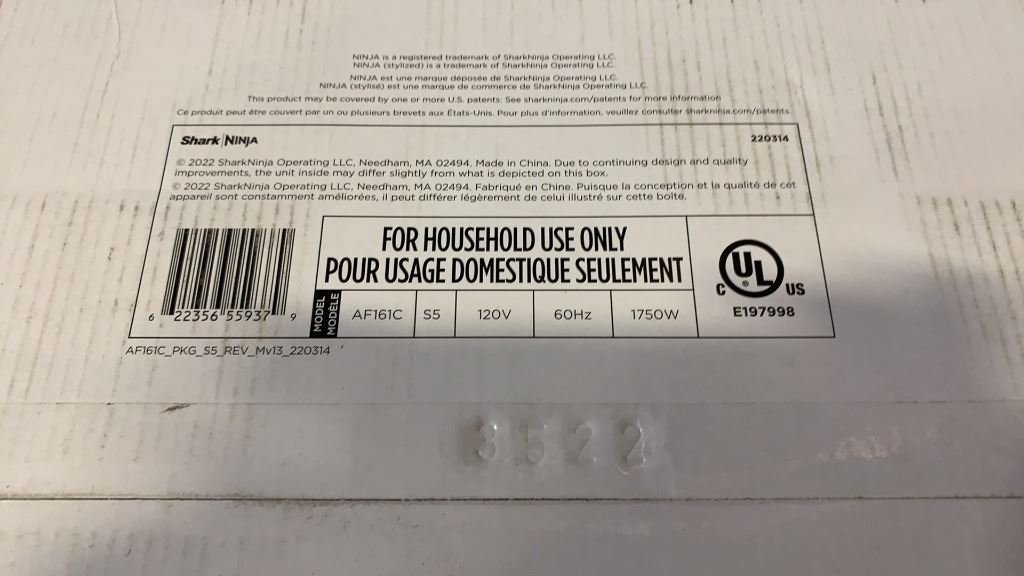 NINJA is a registered trademark of SharkNinja Operating LLC.
NINJA (stylized) is a trademark of SharkNinja Operating LLC.
NINJA est une marque déposée de SharkNinja Operating LLC.
NINJA (stylisé) est une marque de commerce de SharkNinja Operating LLC.
This product may be covered by one or more U.S. patents: See sharkninja.com/patents for more information
Ce produit peut être couvert par un ou plusieurs brevets aux États-Unis. Pour plus d'information, veuillez consulter sharkninja.com/patents
Shark | NINJA
220314
© 2022 SharkNinja Operating LLC, Needham, MA 02494. Made in China. Due to continuing design and quality
improvements, the unit inside may differ slightly from what is depicted on this box.
© 2022 SharkNinja Operating LLC, Needham, MA 02494. Fabriqué en Chine. Puisque la conception et la qualité de cet
appareil sont constamment améliorées, il peut différer légèrement de celui illustré sur cette boîte.
6 22356 55937 9
FOR HOUSEHOLD USE ONLY
POUR USAGE DOMESTIQUE SEULEMENT
MODEL
MODÈLE
AF161C S5 120V 60Hz 1750W
C UL ® US
E197998
AF161C_PKG_S5_REV_Mv13_220314
3522